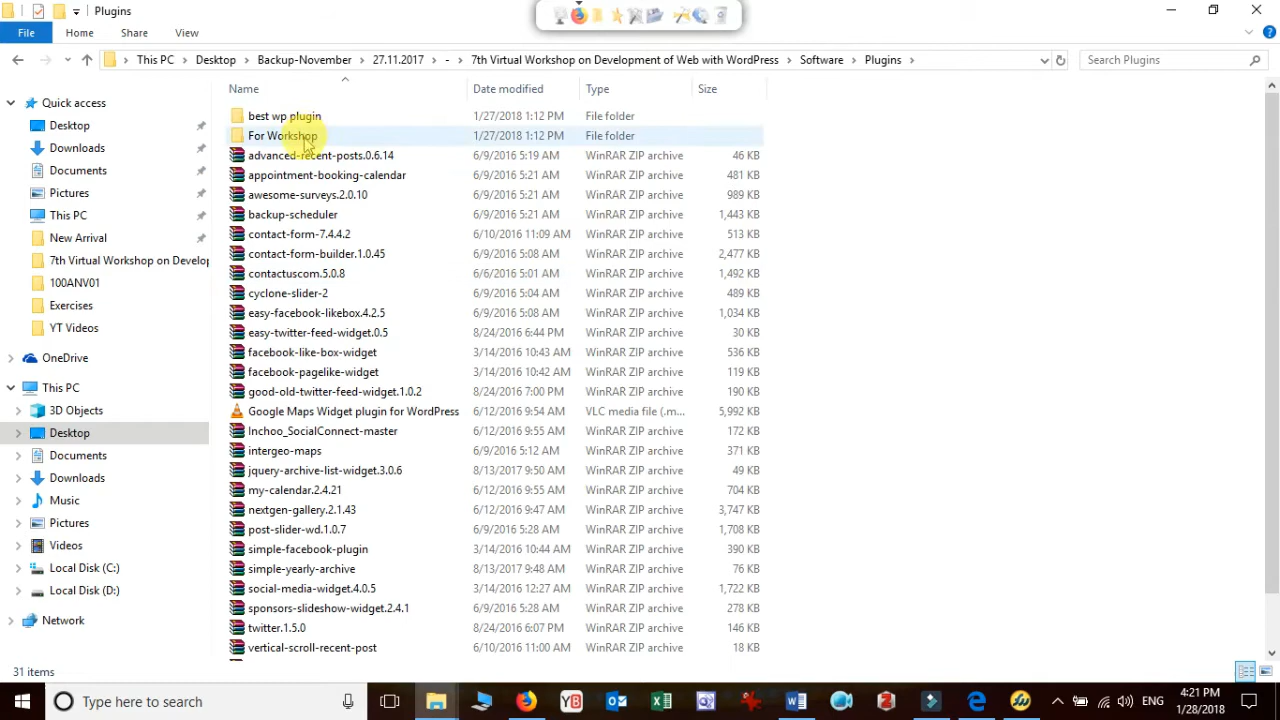 Plugins
File Home Share View
This PC Desktop Backup-November 27.11.2017 - 7th Virtual Workshop on Development of Web with WordPress Software Plugins
Search Plugins
Name Date modified Type Size
Quick access
Desktop
Downloads
Documents
Pictures
This PC
New Arrival
7th Virtual Workshop on Develop
100ANV01
Exercises
YT Videos
OneDrive
This PC
3D Objects
Desktop
Documents
Downloads
Music
Pictures
Videos
Local Disk (C:)
Local Disk (D:)
Network
best wp plugin 1/27/2018 1:12 PM File folder
For Workshop 1/27/2018 1:12 PM File folder
advanced-recent-posts.0.6.14 6/9/2016 5:19 AM WinRAR ZIP archive 46 KB
appointment-booking-calendar 6/9/2016 5:21 AM WinRAR ZIP archive 481 KB
awesome-surveys.2.0.10 6/9/2016 5:21 AM WinRAR ZIP archive 989 KB
backup-scheduler 6/9/2016 5:21 AM WinRAR ZIP archive 1,443 KB
contact-form-7.4.4.2 6/10/2016 11:09 AM WinRAR ZIP archive 513 KB
contact-form-builder.1.0.45 6/9/2016 5:08 AM WinRAR ZIP archive 2,477 KB
contactuscom.5.0.8 6/6/2016 5:01 AM WinRAR ZIP archive 1,492 KB
cyclone-slider-2 6/9/2016 5:04 AM WinRAR ZIP archive 489 KB
easy-facebook-likebox.4.2.5 6/9/2016 5:08 AM WinRAR ZIP archive 1,034 KB
easy-twitter-feed-widget.0.5 8/24/2016 6:44 PM WinRAR ZIP archive 30 KB
facebook-like-box-widget 3/14/2016 10:43 AM WinRAR ZIP archive 536 KB
facebook-pagelike-widget 3/14/2016 10:42 AM WinRAR ZIP archive 119 KB
good-old-twitter-feed-widget.1.0.2 8/24/2016 7:00 PM WinRAR ZIP archive 190 KB
Google Maps Widget plugin for WordPress 6/12/2016 9:54 AM VLC media file (.m... 5,992 KB
Inchoo_SocialConnect-master 6/12/2016 9:55 AM WinRAR ZIP archive 172 KB
intergeo-maps 6/9/2016 5:12 AM WinRAR ZIP archive 371 KB
jquery-archive-list-widget.3.0.6 8/13/2017 9:50 AM WinRAR ZIP archive 49 KB
my-calendar.2.4.21 6/12/2016 9:55 AM WinRAR ZIP archive 704 KB
nextgen-gallery.2.1.43 6/12/2016 9:47 AM WinRAR ZIP archive 3,747 KB
post-slider-wd.1.0.7 6/9/2016 5:28 AM WinRAR ZIP archive 1,708 KB
simple-facebook-plugin 3/14/2016 10:44 AM WinRAR ZIP archive 390 KB
simple-yearly-archive 8/13/2017 9:48 AM WinRAR ZIP archive 76 KB
social-media-widget.4.0.5 3/14/2016 12:27 AM WinRAR ZIP archive 1,722 KB
sponsors-slideshow-widget.2.4.1 6/9/2016 5:28 AM WinRAR ZIP archive 278 KB
twitter.1.5.0 8/24/2016 6:07 PM WinRAR ZIP archive 146 KB
vertical-scroll-recent-post 6/10/2016 11:00 AM WinRAR ZIP archive 18 KB
31 items
Type here to search
YB
ENG
4:21 PM
1/28/2018